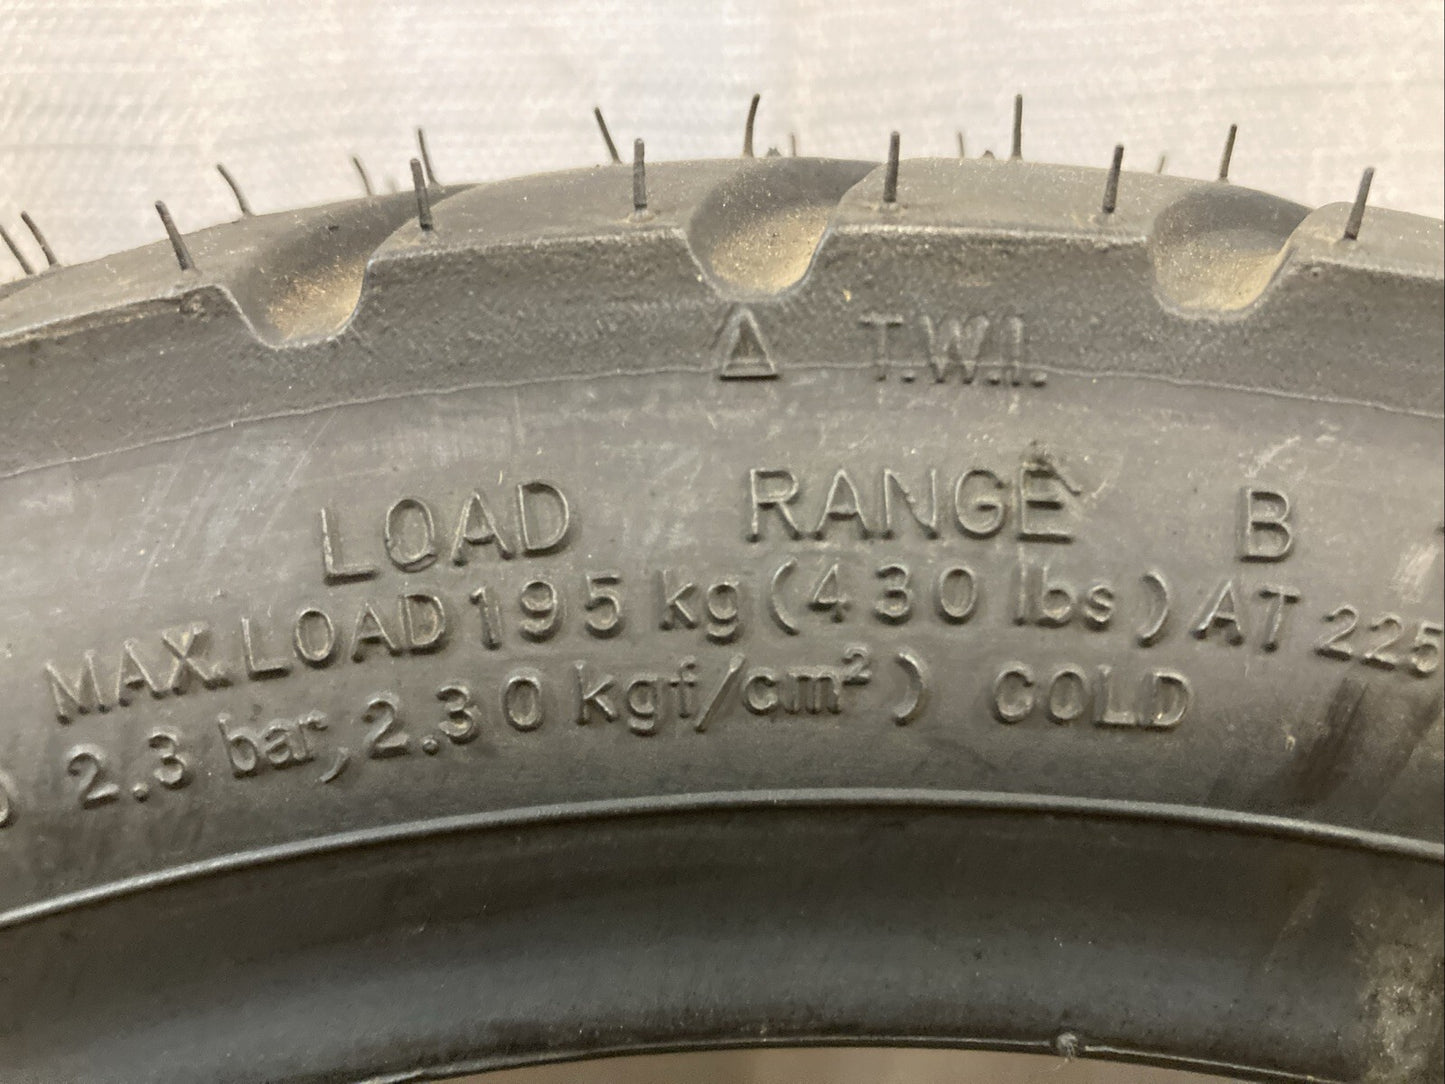 Δ T.W.I.
LOAD RANGE B
MAX.LOAD 195 kg (430 lbs) AT 225
2.3 bar, 2.30 kgf/cm²) COLD